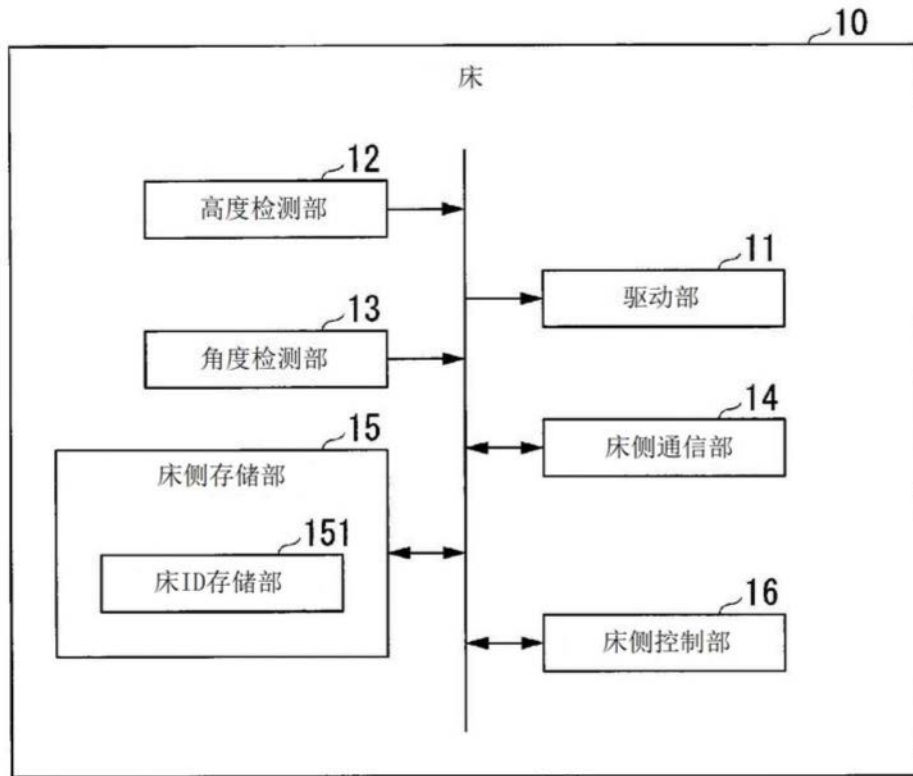 10
床
12
高度检测部
11
驱动部
13
角度检测部
14
床侧通信部
15
床侧存储部
151
床ID存储部
16
床侧控制部